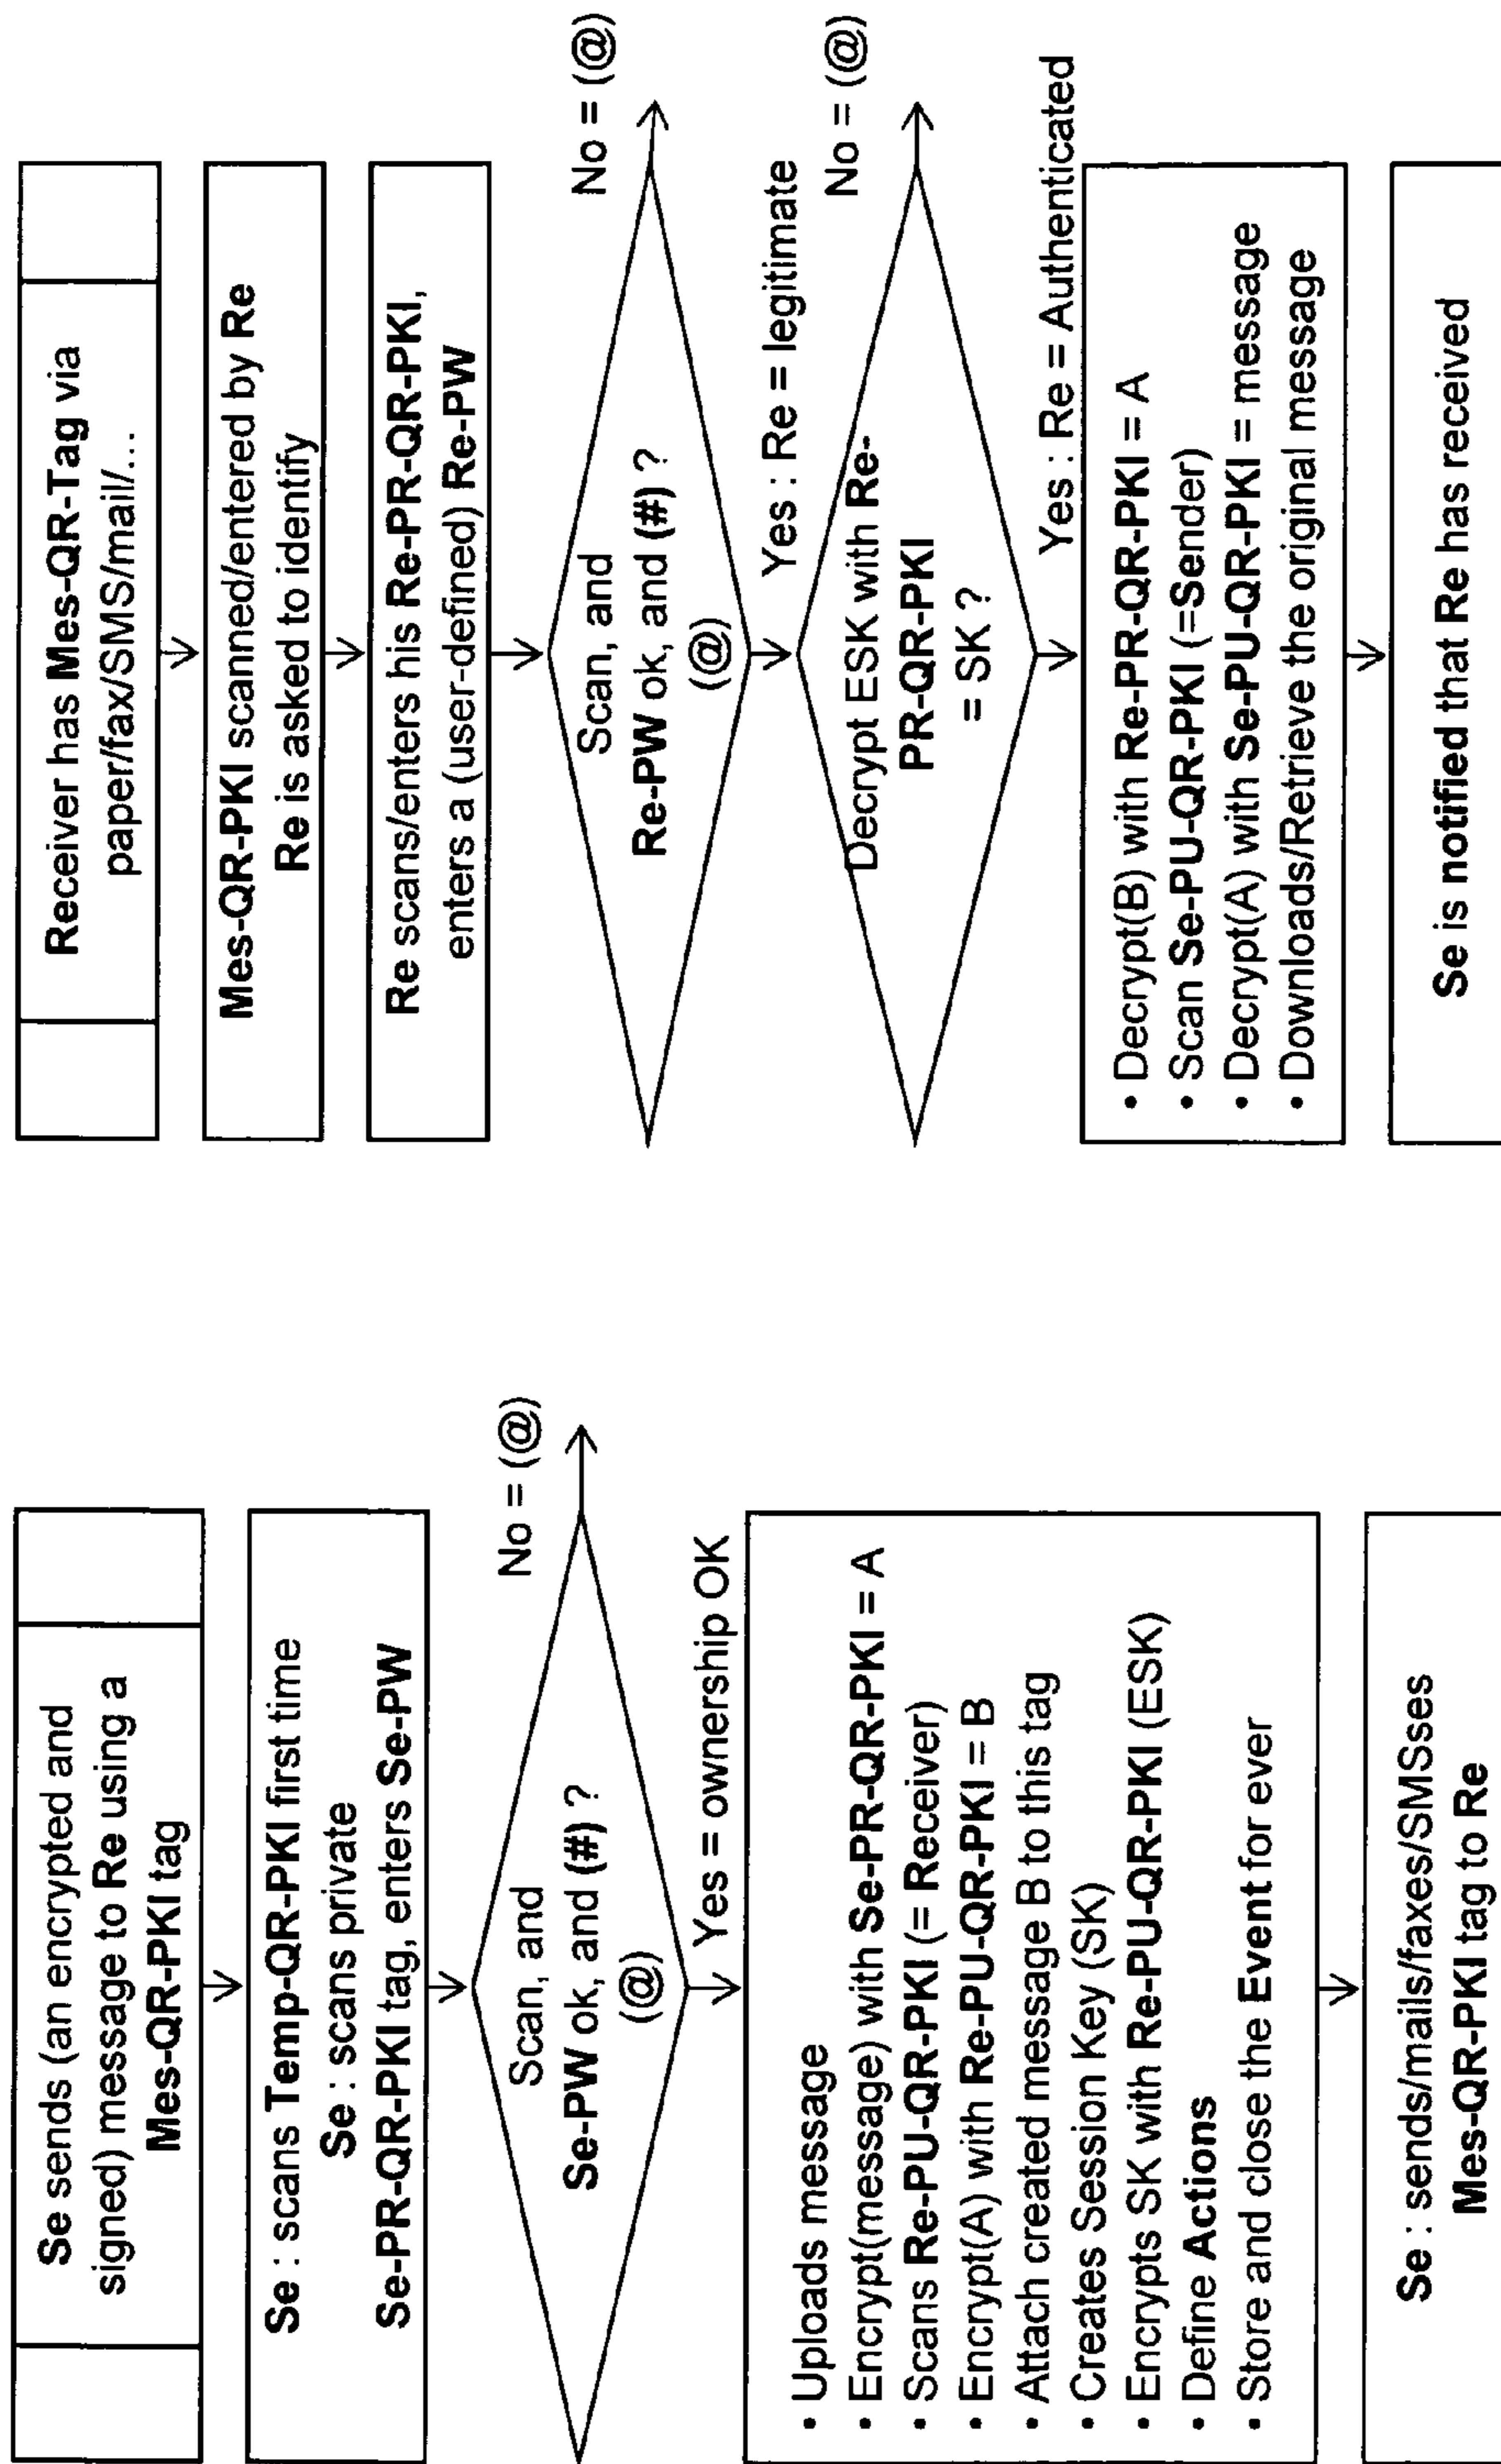 Se sends (an encrypted and
signed) message to Re using a
Mes-QR-PKI tag
Se : scans Temp-QR-PKI first time
Se : scans private
Se-PR-QR-PKI tag, enters Se-PW
Scan, and
Se-PW ok, and (#) ?
(@)
No = (@)
Yes = ownership OK
• Uploads message
• Encrypt(message) with Se-PR-QR-PKI = A
• Scans Re-PU-QR-PKI (= Receiver)
• Encrypt(A) with Re-PU-QR-PKI = B
• Attach created message B to this tag
• Creates Session Key (SK)
• Encrypts SK with Re-PU-QR-PKI (ESK)
• Define Actions
• Store and close the Event for ever
Se : sends/mails/faxes/SMSses
Mes-QR-PKI tag to Re
Receiver has Mes-QR-Tag via
paper/fax/SMS/mail/...
Mes-QR-PKI scanned/entered by Re
Re is asked to identify
Re scans/enters his Re-PR-QR-PKI,
enters a (user-defined) Re-PW
Scan, and
Re-PW ok, and (#) ?
(@)
No = (@)
Yes : Re = legitimate
Decrypt ESK with Re-
PR-QR-PKI
= SK ?
No = (@)
Yes : Re = Authenticated
• Decrypt(B) with Re-PR-QR-PKI = A
• Scan Se-PU-QR-PKI (=Sender)
• Decrypt(A) with Se-PU-QR-PKI = message
• Downloads/Retrieve the original message
Se is notified that Re has received